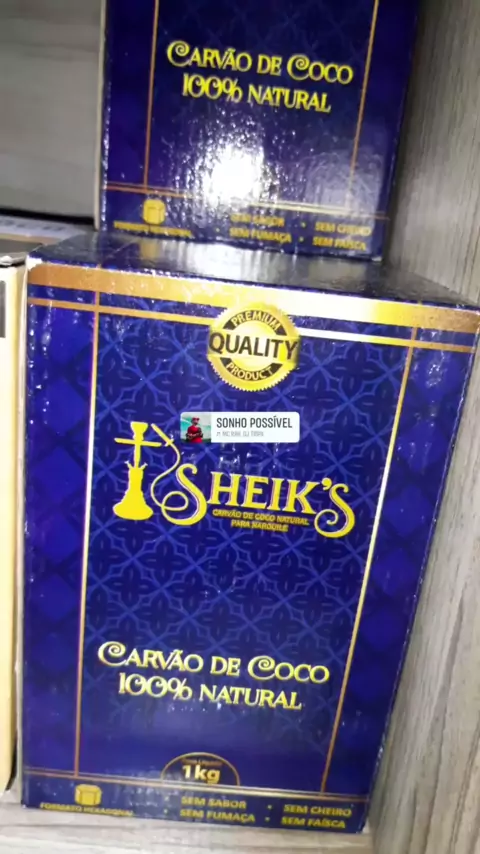 CARVÃO DE COCO
100% NATURAL
FORMATO HEXAGONAL
SEM SABOR • SEM CHEIRO
SEM FUMAÇA • SEM FAÍSCA
PREMIUM
QUALITY
PRODUCT
SONHO POSSÍVEL
SHEIK'S
CARVÃO DE COCO NATURAL
PARA NARGUILE
CARVÃO DE COCO
100% NATURAL
1kg
FORMATO HEXAGONAL
SEM SABOR • SEM CHEIRO
SEM FUMAÇA • SEM FAÍSCA